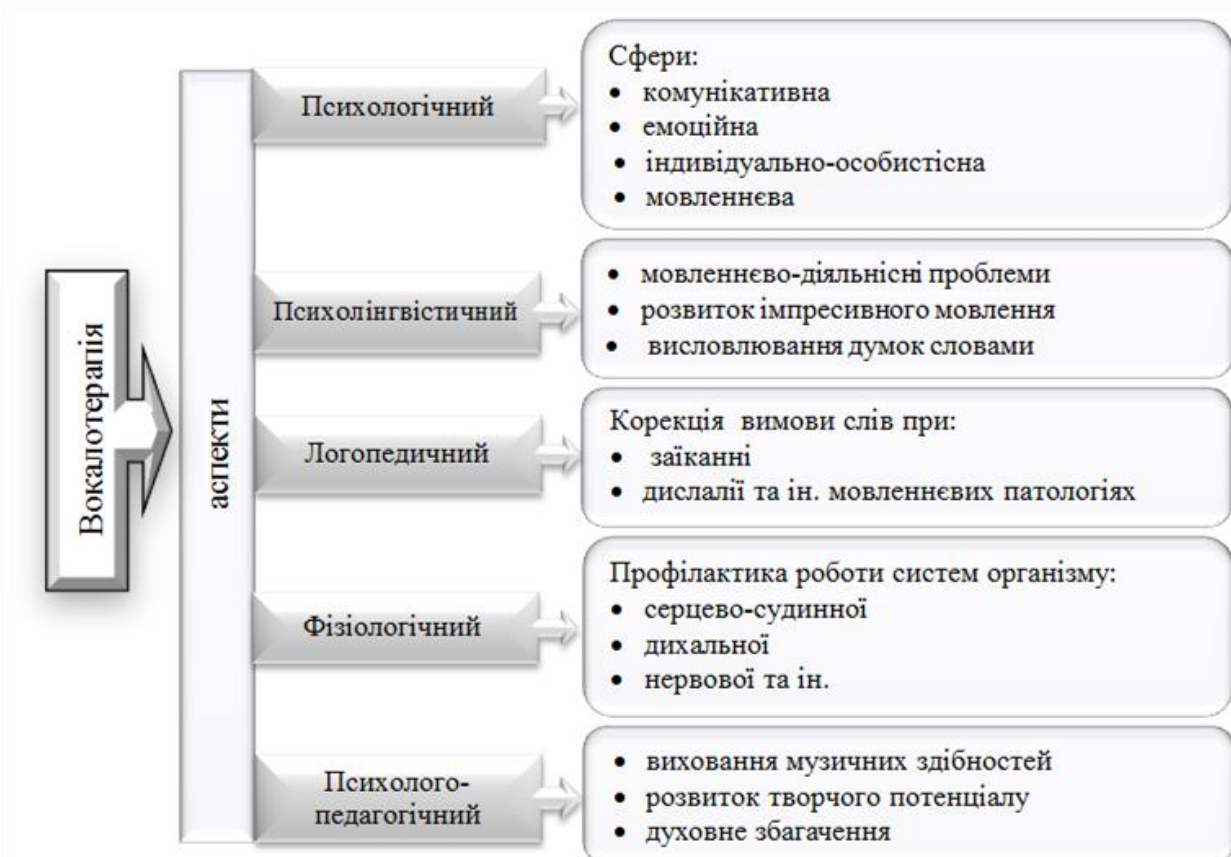 Вокалотерапія
аспекти
Психологічний
Сфери:
• комунікативна
• емоційна
• індивідуально-особистісна
• мовленнєва
Психолінгвістичний
• мовленнєво-діяльнісні проблеми
• розвиток імпресивного мовлення
• висловлювання думок словами
Логопедичний
Корекція вимови слів при:
• заїканні
• дислалії та ін. мовленнєвих патологіях
Фізіологічний
Профілактика роботи систем організму:
• серцево-судинної
• дихальної
• нервової та ін.
Психолого-
педагогічний
• виховання музичних здібностей
• розвиток творчого потенціалу
• духовне збагачення